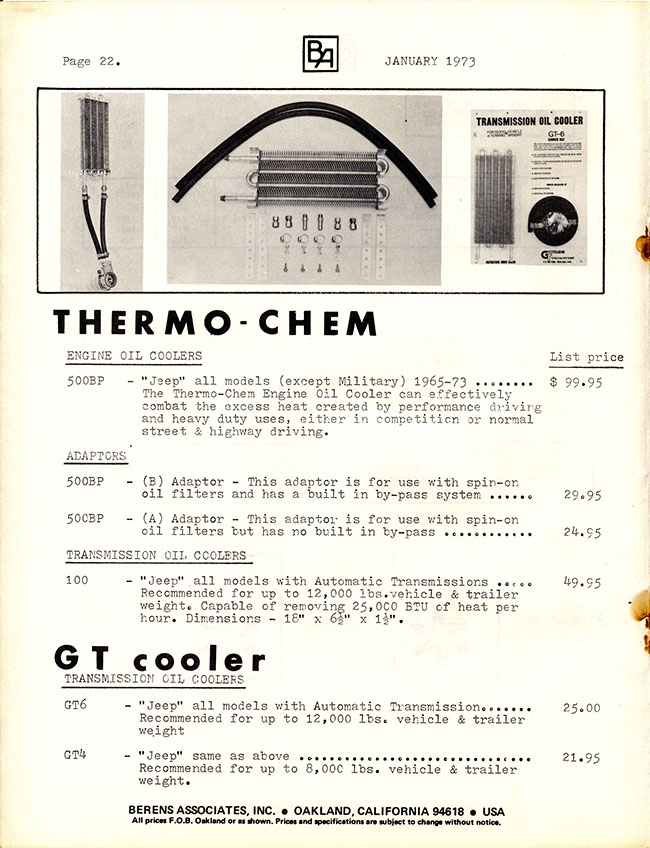 Page 22.
BA
JANUARY 1973
TRANSMISSION OIL COOLER
GT-6
THERMO-CHEM
ENGINE OIL COOLERS
List price
500BP - "Jeep" all models (except Military) 1965-73 ........ $ 99.95
The Thermo-Chem Engine Oil Cooler can effectively
combat the excess heat created by performance driving
and heavy duty uses, either in competition or normal
street & highway driving.
ADAPTORS
500BP - (B) Adaptor - This adaptor is for use with spin-on
oil filters and has a built in by-pass system ...... 29.95
500BP - (A) Adaptor - This adaptor is for use with spin-on
oil filters but has no built in by-pass ............ 24.95
TRANSMISSION OIL COOLERS
100 - "Jeep" all models with Automatic Transmissions ..... 49.95
Recommended for up to 12,000 lbs.vehicle & trailer
weight. Capable of removing 25,000 BTU of heat per
hour. Dimensions - 18" x 6½" x 1½".
GT cooler
TRANSMISSION OIL COOLERS
GT6 - "Jeep" all models with Automatic Transmission....... 25.00
Recommended for up to 12,000 lbs. vehicle & trailer
weight
GT4 - "Jeep" same as above ............................. 21.95
Recommended for up to 8,000 lbs. vehicle & trailer
weight.
BERENS ASSOCIATES, INC. ● OAKLAND, CALIFORNIA 94618 ● USA
All prices F.O.B. Oakland or as shown. Prices and specifications are subject to change without notice.